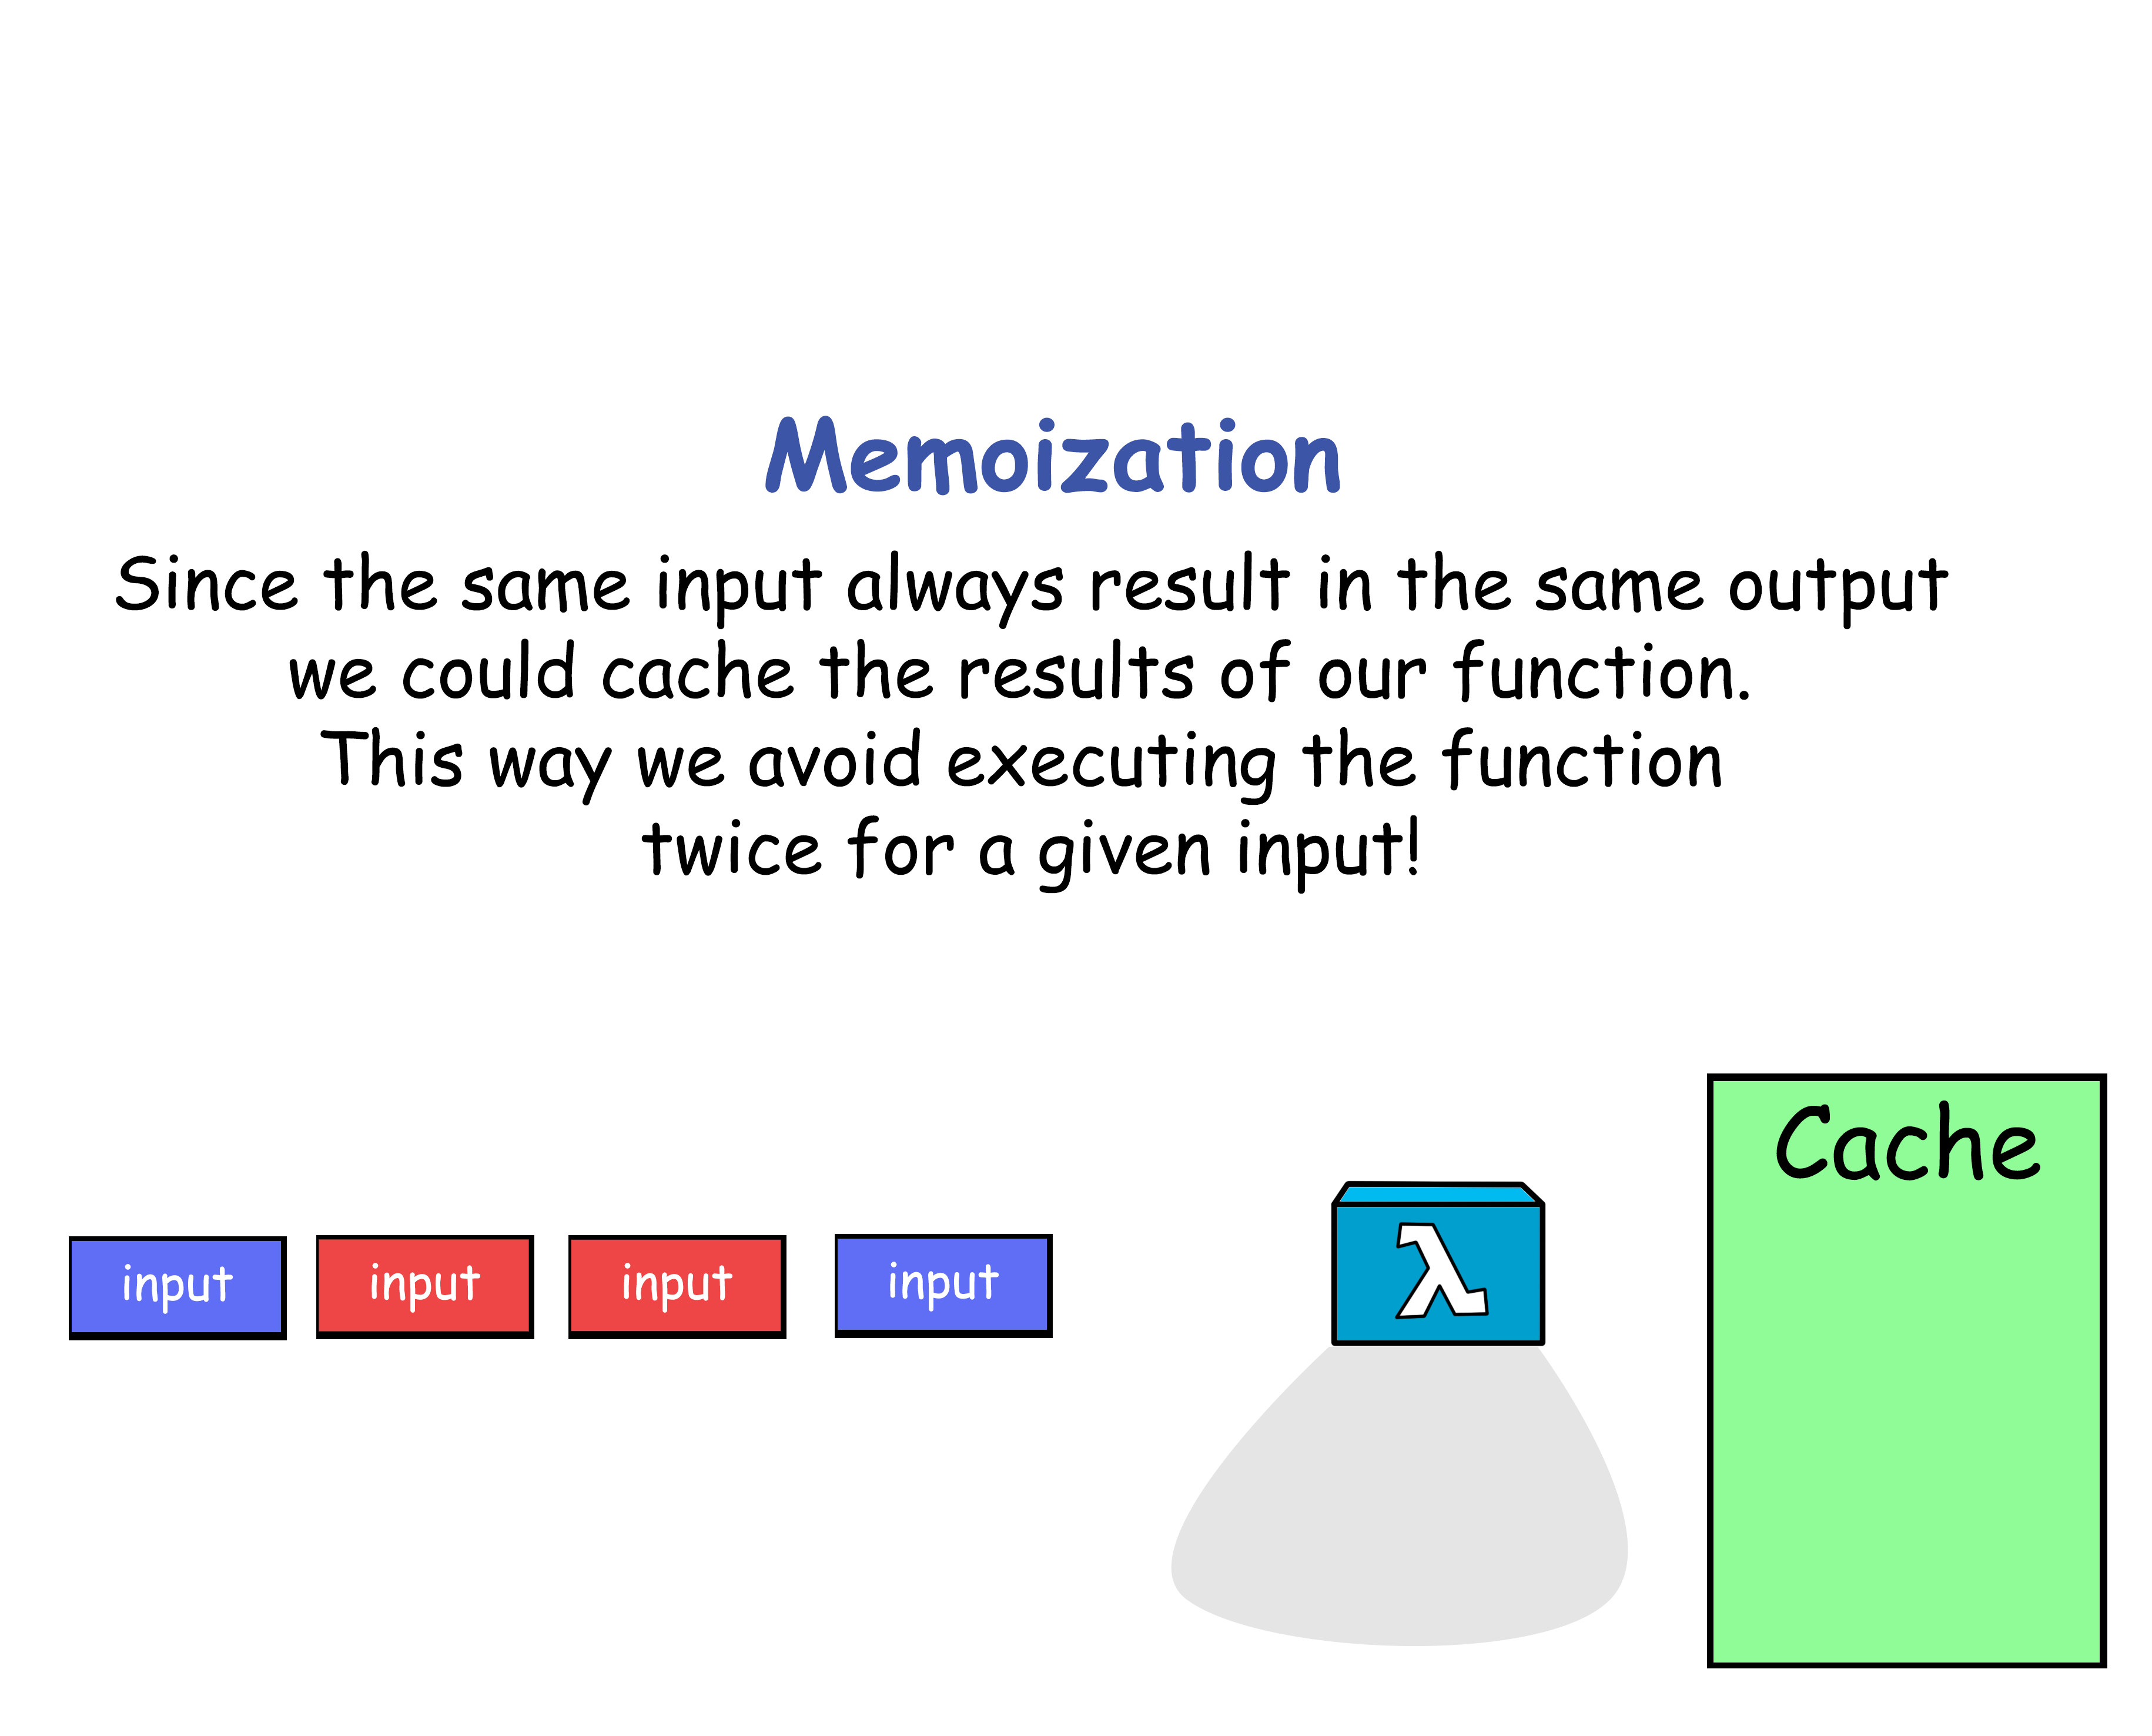 Memoization
Since the same input always result in the same output
we could cache the results of our function.
This way we avoid executing the function
twice for a given input!
Cache
input
input
input
input
λ